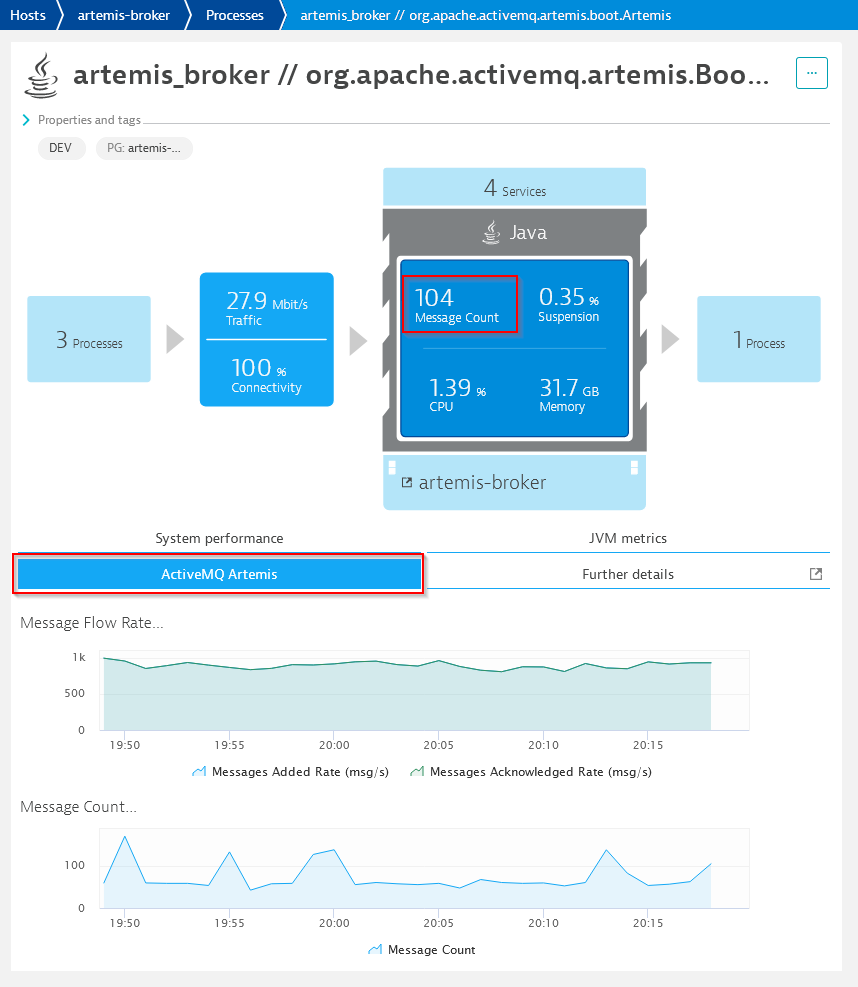 Hosts artemis-broker Processes artemis_broker // org.apache.activemq.artemis.boot.Artemis
artemis_broker // org.apache.activemq.artemis.Boo... ...
Properties and tags
DEV PG: artemis-...
4 Services
Java
3 Processes
27.9 Mbit/s
Traffic
100 %
Connectivity
104
Message Count
0.35 %
Suspension
1.39 %
CPU
31.7 GB
Memory
1 Process
artemis-broker
System performance JVM metrics
ActiveMQ Artemis Further details
Message Flow Rate...
1k
500
0
19:50 19:55 20:00 20:05 20:10 20:15
Messages Added Rate (msg/s) Messages Acknowledged Rate (msg/s)
Message Count...
100
0
19:50 19:55 20:00 20:05 20:10 20:15
Message Count